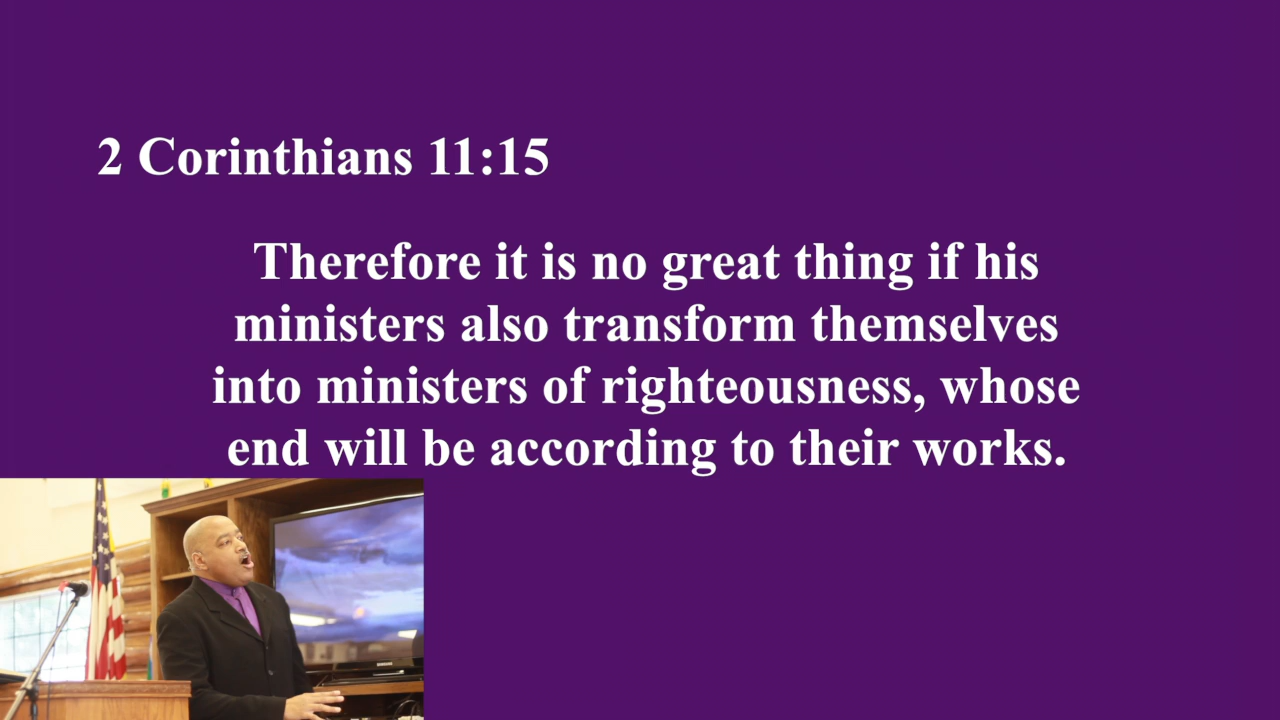 2 Corinthians 11:15
Therefore it is no great thing if his
ministers also transform themselves
into ministers of righteousness, whose
end will be according to their works.
SAMSUNG